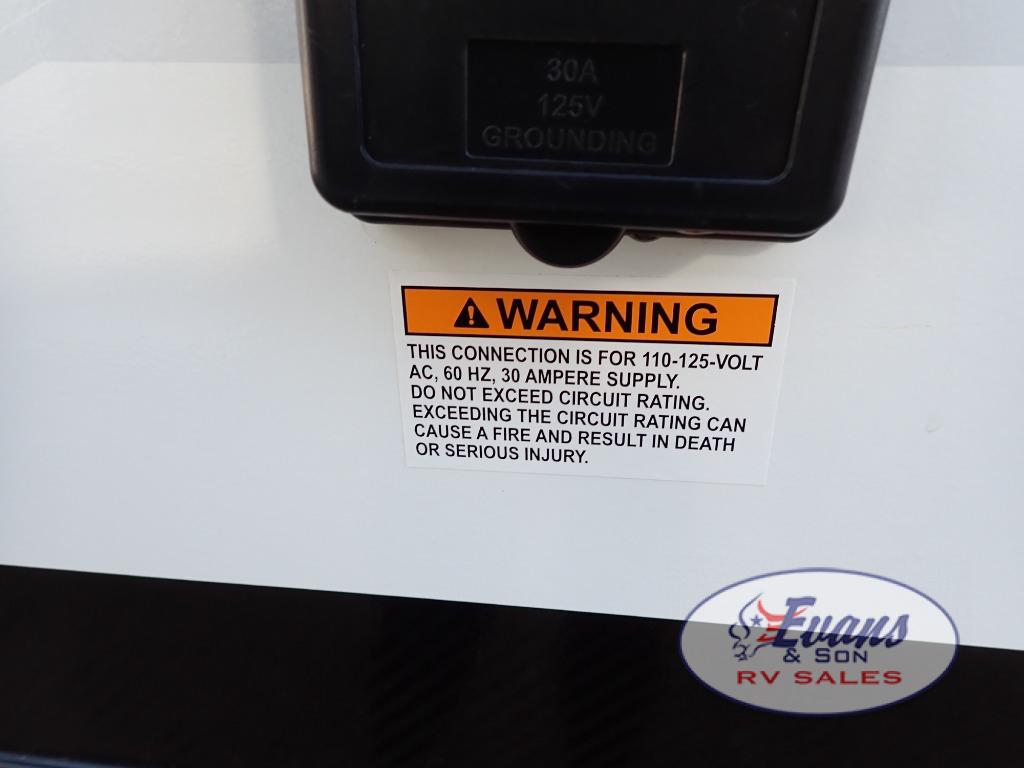 30A
125V
GROUNDING
WARNING
THIS CONNECTION IS FOR 110-125-VOLT
AC, 60 HZ, 30 AMPERE SUPPLY.
DO NOT EXCEED CIRCUIT RATING.
EXCEEDING THE CIRCUIT RATING CAN
CAUSE A FIRE AND RESULT IN DEATH
OR SERIOUS INJURY.
Evans
& SON
RV SALES